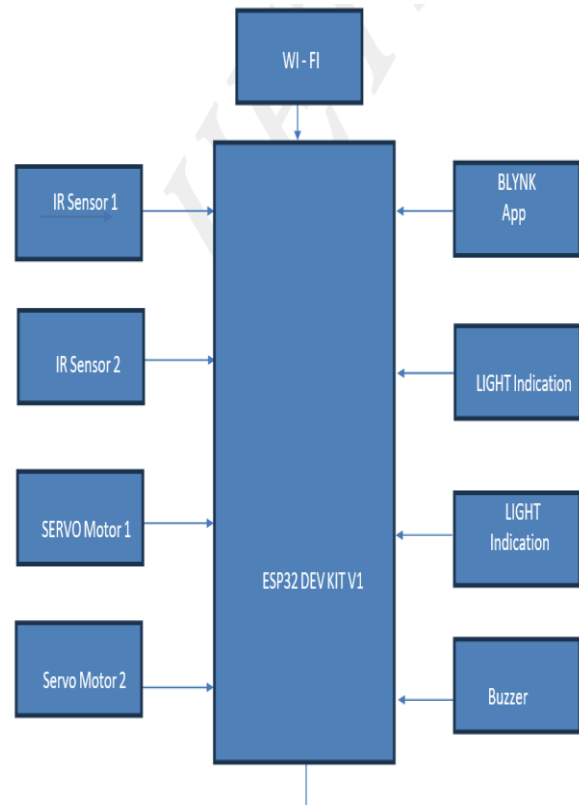 WI - FI
IR Sensor 1
BLYNK
App
IR Sensor 2
LIGHT Indication
SERVO Motor 1
LIGHT
Indication
ESP32 DEV KIT V1
Servo Motor 2
Buzzer